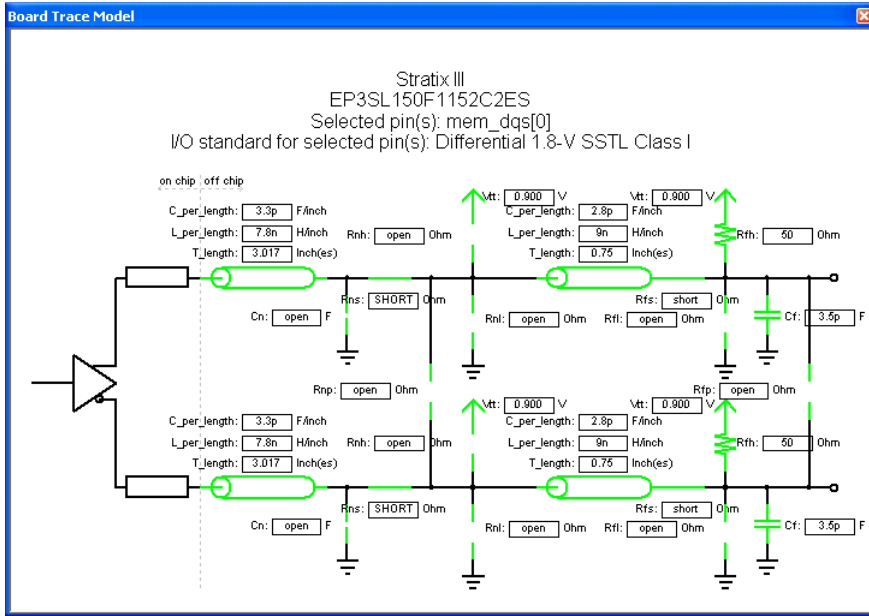 Board Trace Model
Stratix III
EP3SL150F1152C2ES
Selected pin(s): mem_dqs[0]
I/O standard for selected pin(s): Differential 1.8-V SSTL Class I
on chip off chip
Vtt: 0.900 V Vtt: 0.900 V
C_per_length: 3.3p F/inch C_per_length: 2.8p F/inch
L_per_length: 7.8n H/inch Rnh: open Ohm L_per_length: 9n H/inch Rfh: 50 Ohm
T_length: 3.017 Inch(es) T_length: 0.75 Inch(es)
Rns: SHORT Ohm Rfs: short Ohm
Cn: open F Rnl: open Ohm Rfl: open Ohm Cf: 3.5p F
Rnp: open Ohm Rfp: open Ohm
Vtt: 0.900 V Vtt: 0.900 V
C_per_length: 3.3p F/inch C_per_length: 2.8p F/inch
L_per_length: 7.8n H/inch Rnh: open Ohm L_per_length: 9n H/inch Rfh: 50 Ohm
T_length: 3.017 Inch(es) T_length: 0.75 Inch(es)
Rns: SHORT Ohm Rfs: short Ohm
Cn: open F Rnl: open Ohm Rfl: open Ohm Cf: 3.5p F